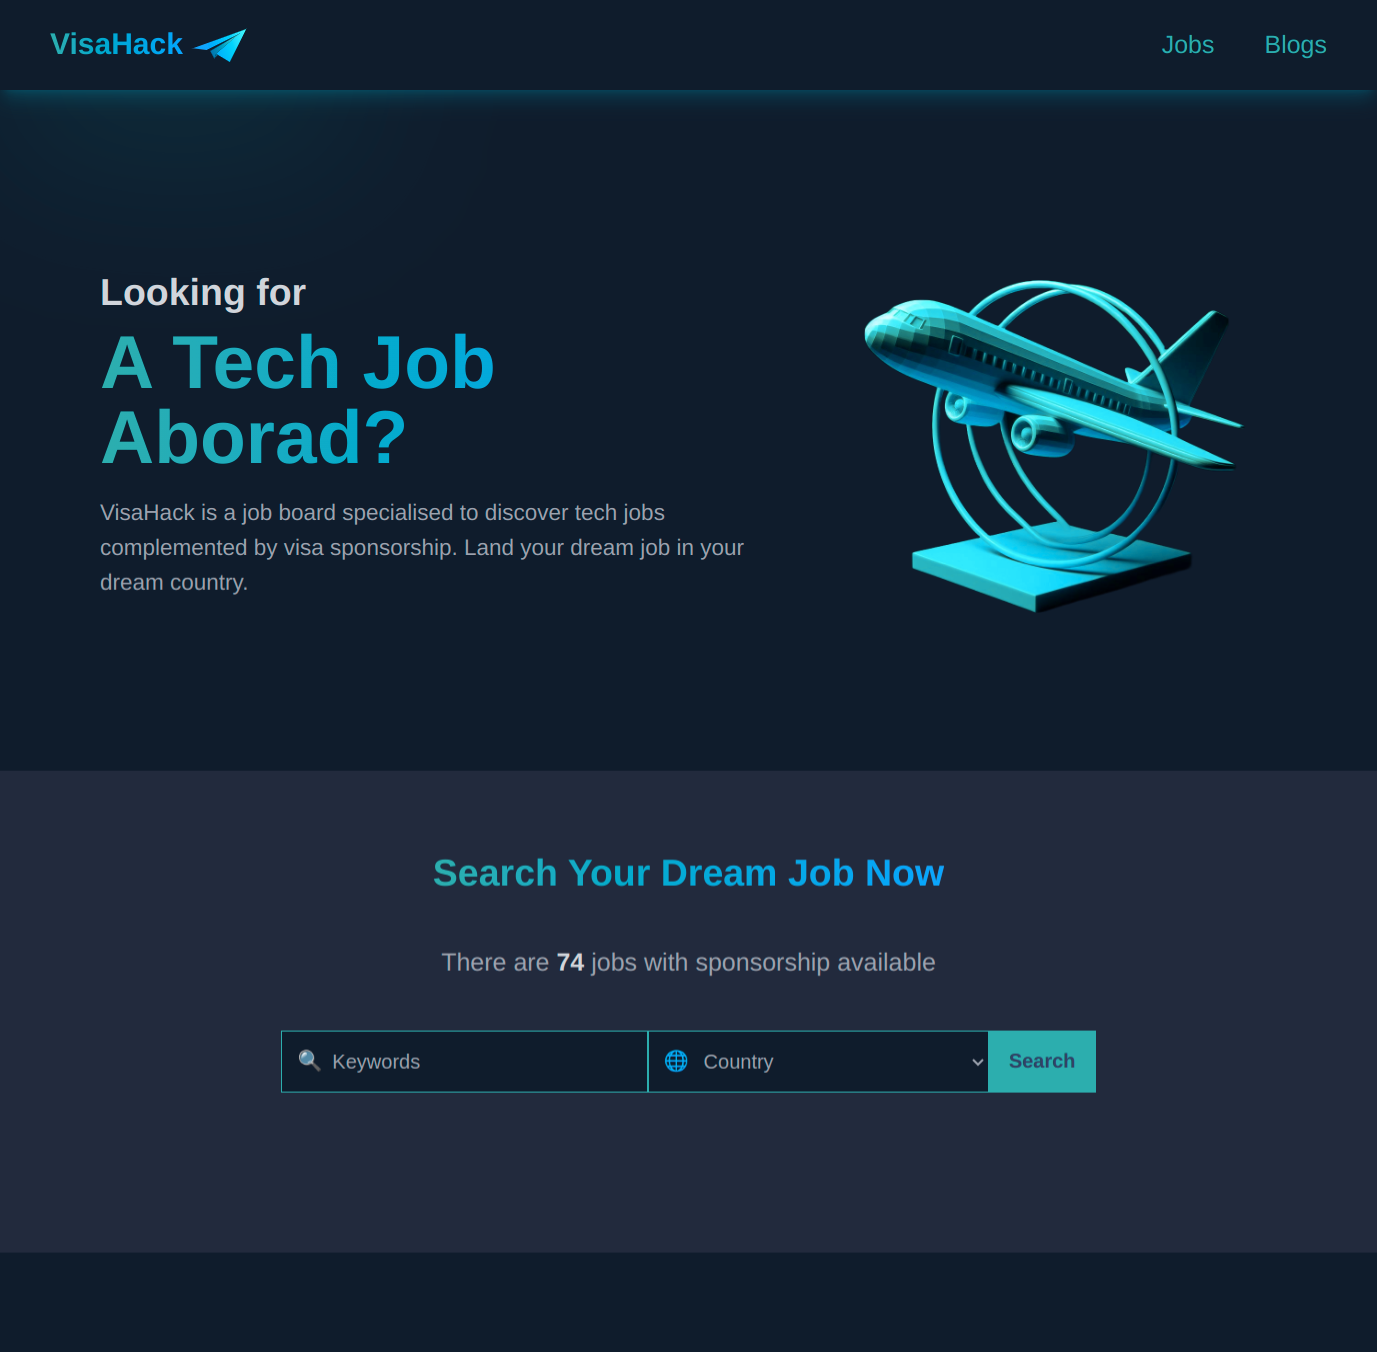 VisaHack
Jobs
Blogs
Looking for
A Tech Job
Aborad?
VisaHack is a job board specialised to discover tech jobs
complemented by visa sponsorship. Land your dream job in your
dream country.
Search Your Dream Job Now
There are 74 jobs with sponsorship available
Keywords
Country
Search